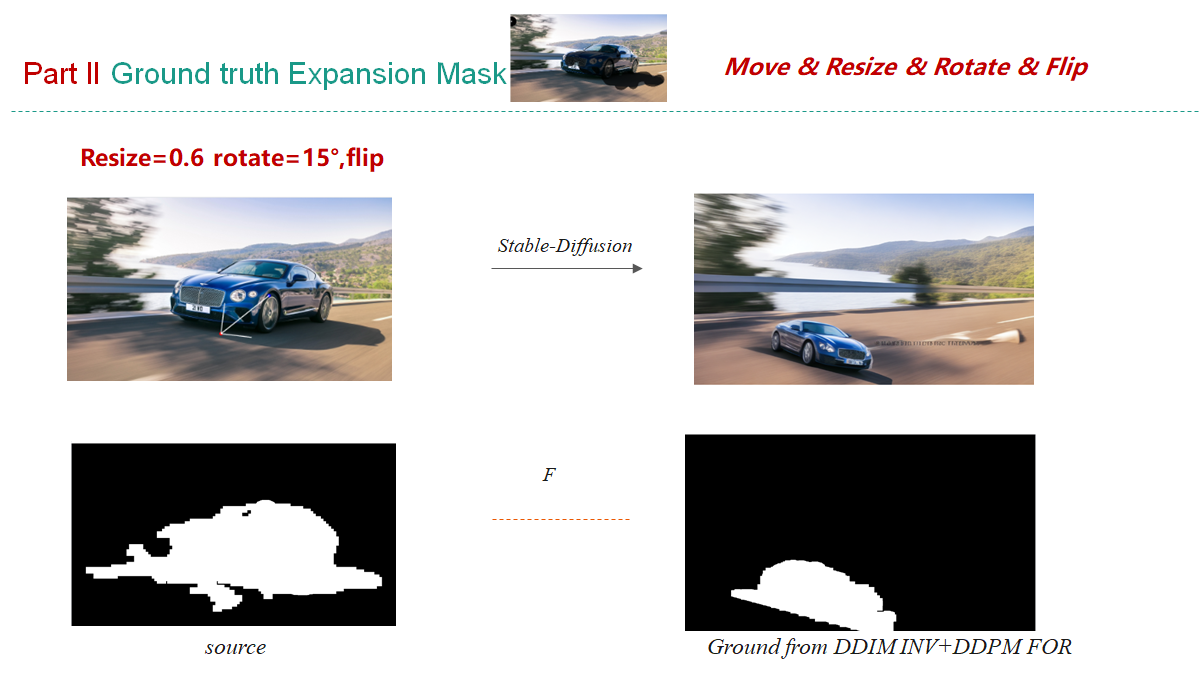 Part II Ground truth Expansion Mask
Move & Resize & Rotate & Flip
Resize=0.6 rotate=15°,flip
Stable-Diffusion
F
source
Ground from DDIM INV+DDPM FOR